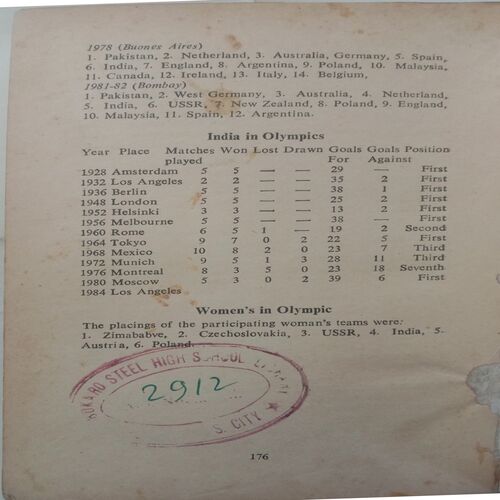 1978 (Buones Aires)
1. Pakistan, 2. Netherland, 3. Australia, Germany, 5. Spain,
6. India, 7. England, 8. Argentina, 9. Poland, 10. Malaysia,
11. Canada, 12. Ireland, 13. Italy, 14. Belgium,
1981-82 (Bombay)
1. Pakistan, 2. West Germany, 3. Australia, 4. Netherland,
5. India, 6. USSR, 7. New Zealand, 8. Poland, 9. England,
10. Malaysia, 11. Spain, 12. Argentina.
India in Olympics
Year Place Matches Won Lost Drawn Goals Goals Position
played For Against
1928 Amsterdam 5 5 — — 29 — First
1932 Los Angeles 2 2 — — 35 2 First
1936 Berlin 5 5 — — 38 1 First
1948 London 5 5 — — 25 2 First
1952 Helsinki 3 3 — — 13 2 First
1956 Melbourne 5 5 — — 38 — First
1960 Rome 6 5 1 — 19 2 Second
1964 Tokyo 9 7 0 2 22 5 First
1968 Mexico 10 8 2 0 23 7 Third
1972 Munich 9 5 1 3 28 11 Third
1976 Montreal 8 3 5 0 23 18 Seventh
1980 Moscow 5 3 0 2 39 6 First
1984 Los Angeles
Women's in Olympic
The placings of the participating woman's teams were:
1. Zimababve, 2. Czechoslovakia, 3. USSR, 4. India, 5.
Austria, 6. Poland.
STEEL HIGH SCHOOL
2912
S. CITY
176